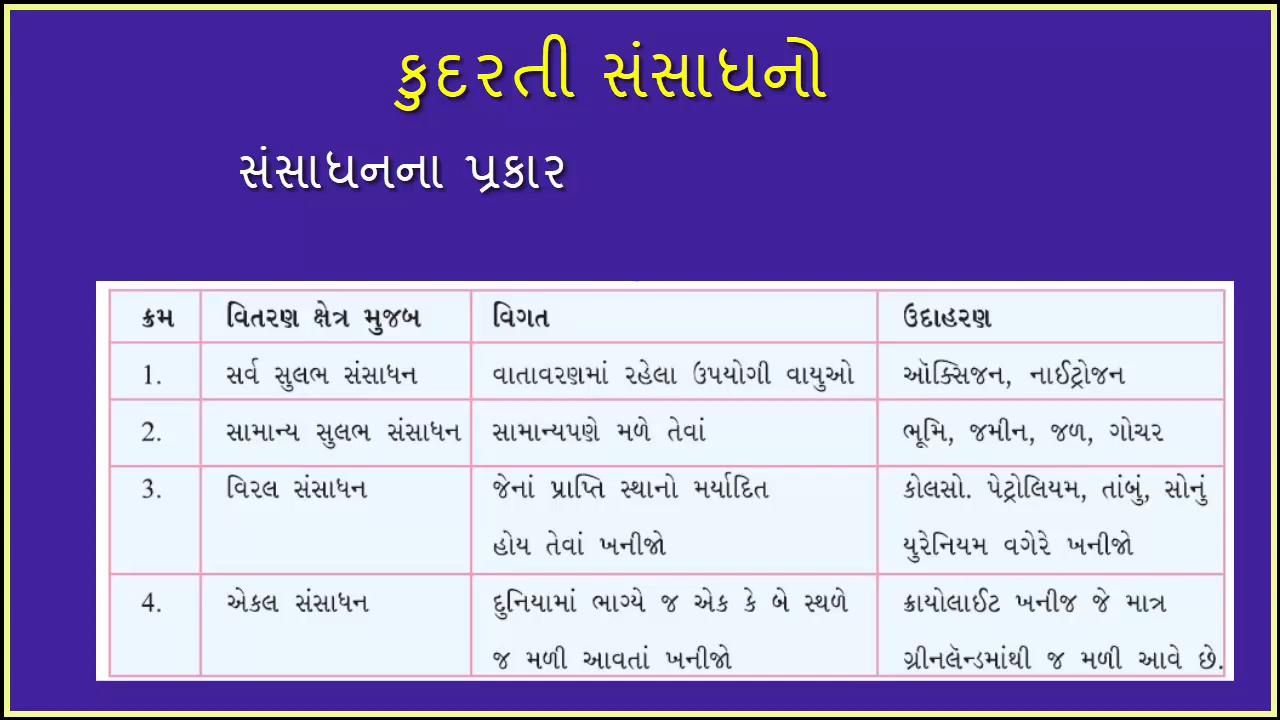 કુદરતી સંસાધનો
સંસાધનના પ્રકાર
ક્રમ વિતરણ ક્ષેત્ર મુજબ વિગત ઉદાહરણ
1. સર્વ સુલભ સંસાધન વાતાવરણમાં રહેલા ઉપયોગી વાયુઓ ઑક્સિજન, નાઈટ્રોજન
2. સામાન્ય સુલભ સંસાધન સામાન્યપણે મળે તેવાં ભૂમિ, જમીન, જળ, ગોચર
3. વિરલ સંસાધન જેનાં પ્રાપ્તિ સ્થાનો મર્યાદિત કોલસો. પેટ્રોલિયમ, તાંબું, સોનું
હોય તેવાં ખનીજો યુરેનિયમ વગેરે ખનીજો
4. એકલ સંસાધન દુનિયામાં ભાગ્યે જ એક કે બે સ્થળે ક્રાયોલાઈટ ખનીજ જે માત્ર
જ મળી આવતાં ખનીજો ગ્રીનલૅન્ડમાંથી જ મળી આવે છે.